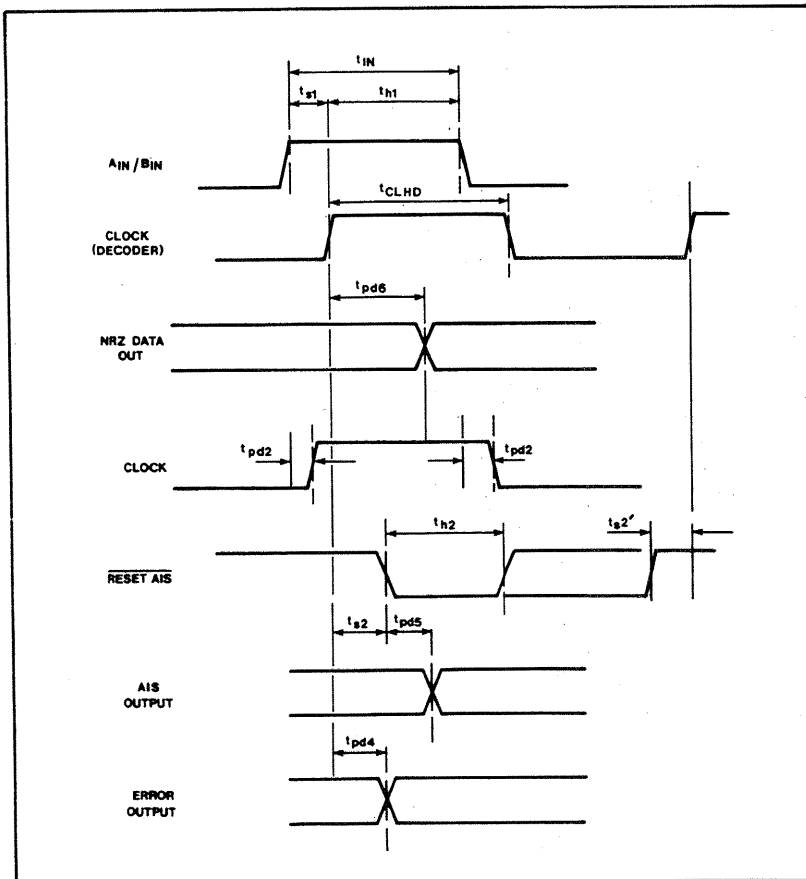 tIN
ts1 th1
AIN/BIN
tCLHD
CLOCK
(DECODER)
tpd6
NRZ DATA
OUT
tpd2 tpd2
CLOCK
th2 ts2′
RESET AIS
ts2 tpd5
AIS
OUTPUT
tpd4
ERROR
OUTPUT